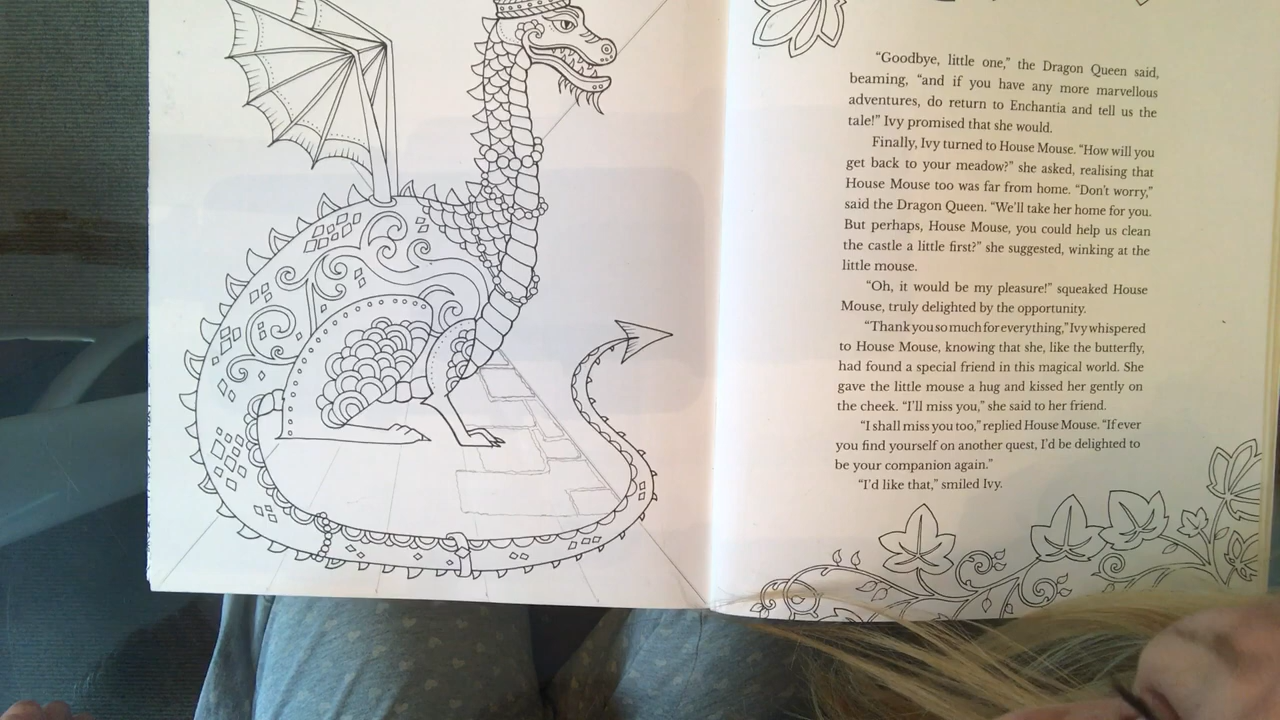 “Goodbye, little one,” the Dragon Queen said,
beaming, “and if you have any more marvellous
adventures, do return to Enchantia and tell us the
tale!” Ivy promised that she would.
Finally, Ivy turned to House Mouse. “How will you
get back to your meadow?” she asked, realising that
House Mouse too was far from home. “Don’t worry,”
said the Dragon Queen. “We’ll take her home for you.
But perhaps, House Mouse, you could help us clean
the castle a little first?” she suggested, winking at the
little mouse.
“Oh, it would be my pleasure!” squeaked House
Mouse, truly delighted by the opportunity.
“Thank you so much for everything,” Ivy whispered
to House Mouse, knowing that she, like the butterfly,
had found a special friend in this magical world. She
gave the little mouse a hug and kissed her gently on
the cheek. “I’ll miss you,” she said to her friend.
“I shall miss you too,” replied House Mouse. “If ever
you find yourself on another quest, I’d be delighted to
be your companion again.”
“I’d like that,” smiled Ivy.